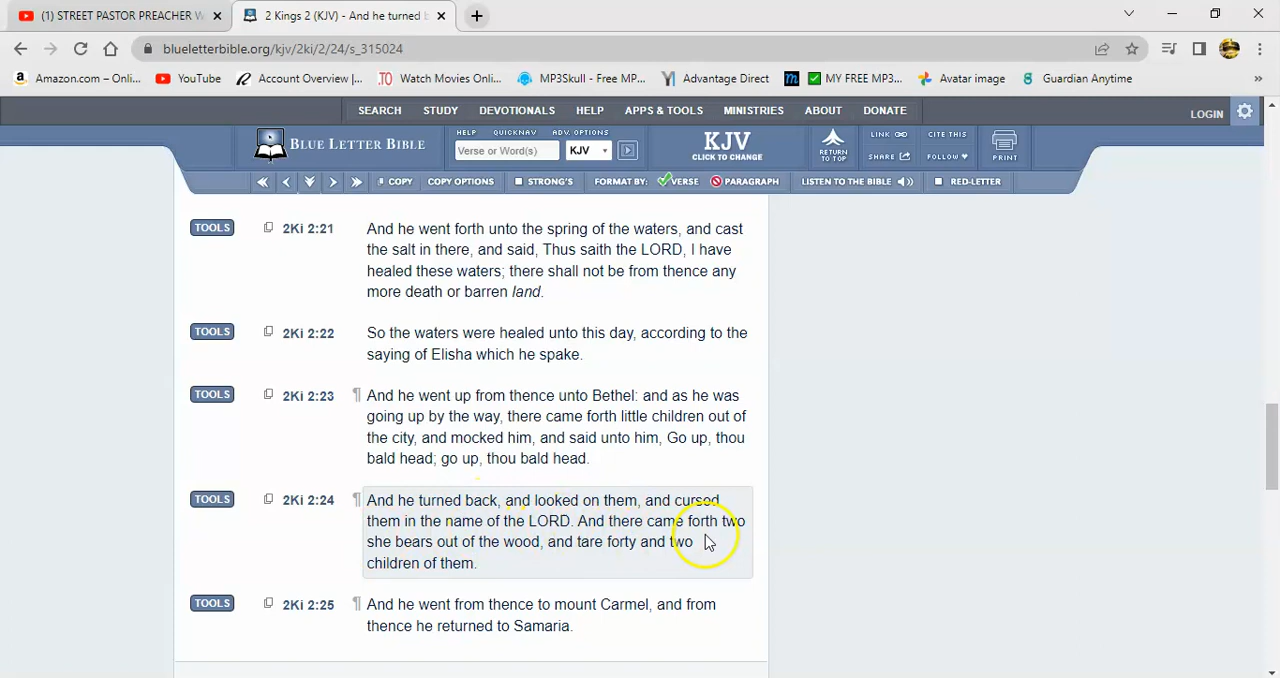 (1) STREET PASTOR PREACHER W
2 Kings 2 (KJV) - And he turned b
blueletterbible.org/kjv/2ki/2/24/s_315024
Amazon.com – Onli... YouTube Account Overview |... Watch Movies Onlin... MP3Skull - Free MP... Advantage Direct MY FREE MP3... Avatar image Guardian Anytime »
SEARCH STUDY DEVOTIONALS HELP APPS & TOOLS MINISTRIES ABOUT DONATE LOGIN
BLUE LETTER BIBLE
HELP QUICKNAV ADV. OPTIONS
Verse or Word(s) KJV
KJV
CLICK TO CHANGE
RETURN
TO TOP
LINK CITE THIS
SHARE FOLLOW
PRINT
COPY COPY OPTIONS STRONG'S FORMAT BY: VERSE PARAGRAPH LISTEN TO THE BIBLE RED-LETTER
TOOLS 2Ki 2:21 And he went forth unto the spring of the waters, and cast
the salt in there, and said, Thus saith the LORD, I have
healed these waters; there shall not be from thence any
more death or barren land.
TOOLS 2Ki 2:22 So the waters were healed unto this day, according to the
saying of Elisha which he spake.
TOOLS 2Ki 2:23 ¶ And he went up from thence unto Bethel: and as he was
going up by the way, there came forth little children out of
the city, and mocked him, and said unto him, Go up, thou
bald head; go up, thou bald head.
TOOLS 2Ki 2:24 ¶ And he turned back, and looked on them, and cursed
them in the name of the LORD. And there came forth two
she bears out of the wood, and tare forty and two
children of them.
TOOLS 2Ki 2:25 ¶ And he went from thence to mount Carmel, and from
thence he returned to Samaria.